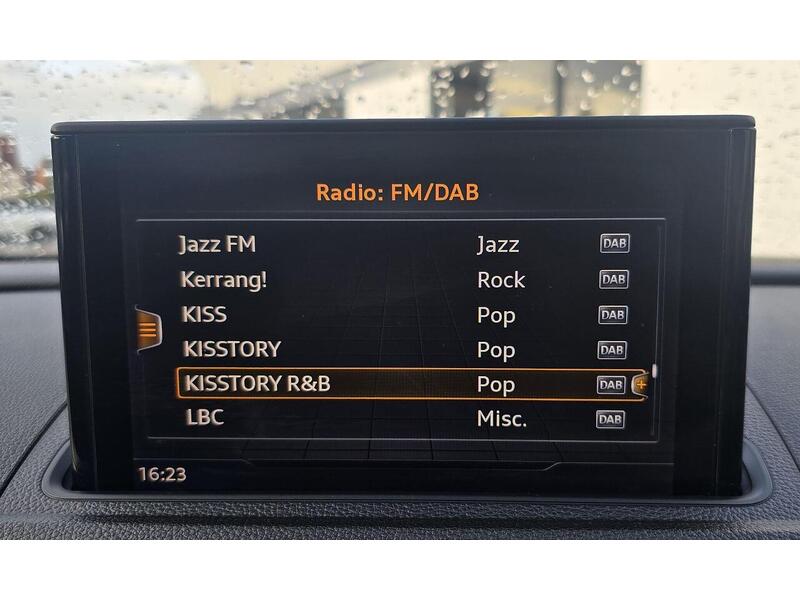 Radio: FM/DAB
Jazz FM Jazz DAB
Kerrang! Rock DAB
KISS Pop DAB
KISSTORY Pop DAB
KISSTORY R&B Pop DAB +
LBC Misc. DAB
16:23